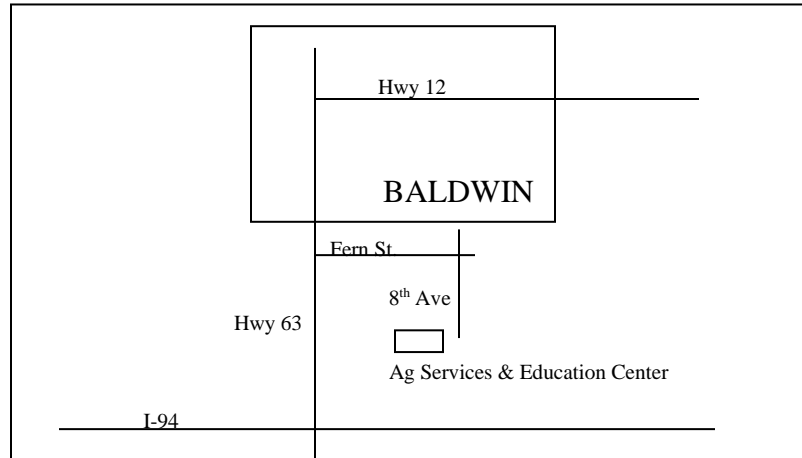 Hwy 12
BALDWIN
Fern St.
8th Ave
Hwy 63
Ag Services & Education Center
I-94